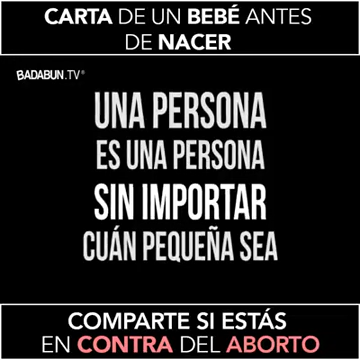 CARTA DE UN BEBÉ ANTES
DE NACER
BADABUN.TV®
UNA PERSONA
ES UNA PERSONA
SIN IMPORTAR
CUÁN PEQUEÑA SEA
COMPARTE SI ESTÁS
EN CONTRA DEL ABORTO